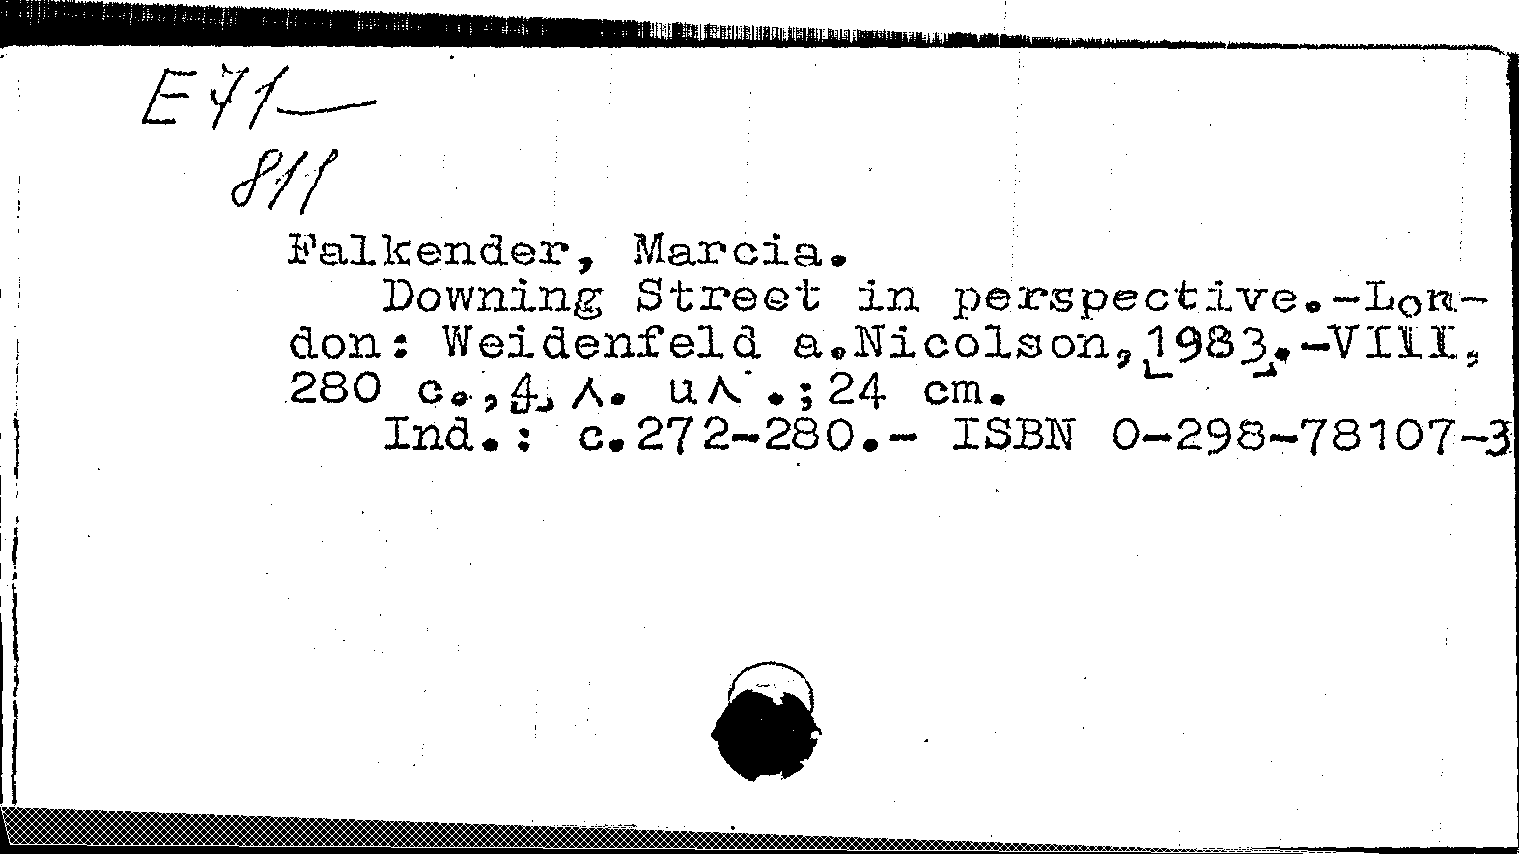 E 71—
811
Falkender, Marcia.
Downing Street in perspective.-Lon-
don: Weidenfeld a.Nicolson,1983.-VIII,
280 c.,4 л. ил.;24 cm.
Ind.: c.272-280.- ISBN 0-298-78107-3